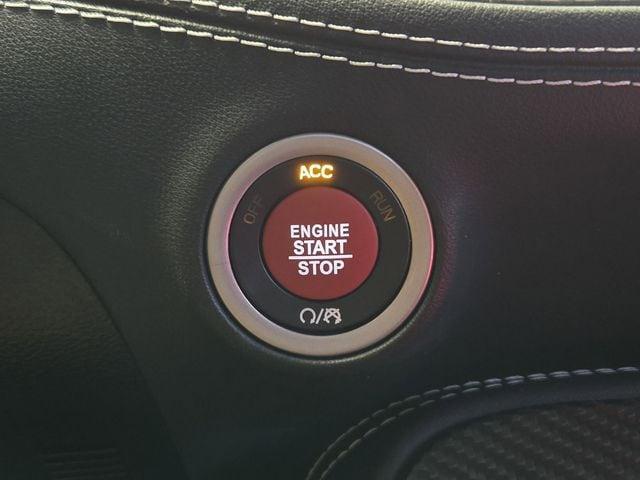 ACC
OFF
RUN
ENGINE
START
STOP